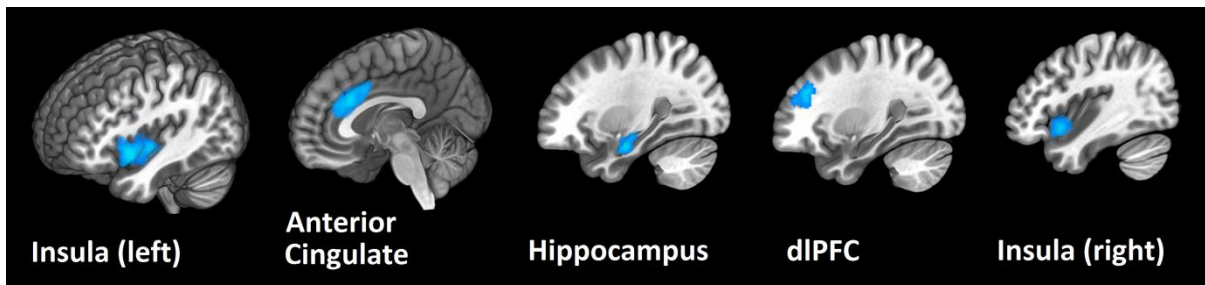 Insula (left)
Anterior
Cingulate
Hippocampus
dlPFC
Insula (right)